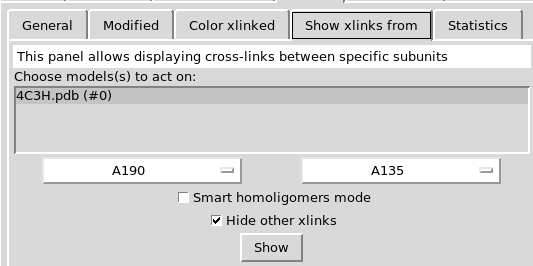 General Modified Color xlinked Show xlinks from Statistics
This panel allows displaying cross-links between specific subunits
Choose models(s) to act on:
4C3H.pdb (#0)
A190 A135
Smart homoligomers mode
Hide other xlinks
Show